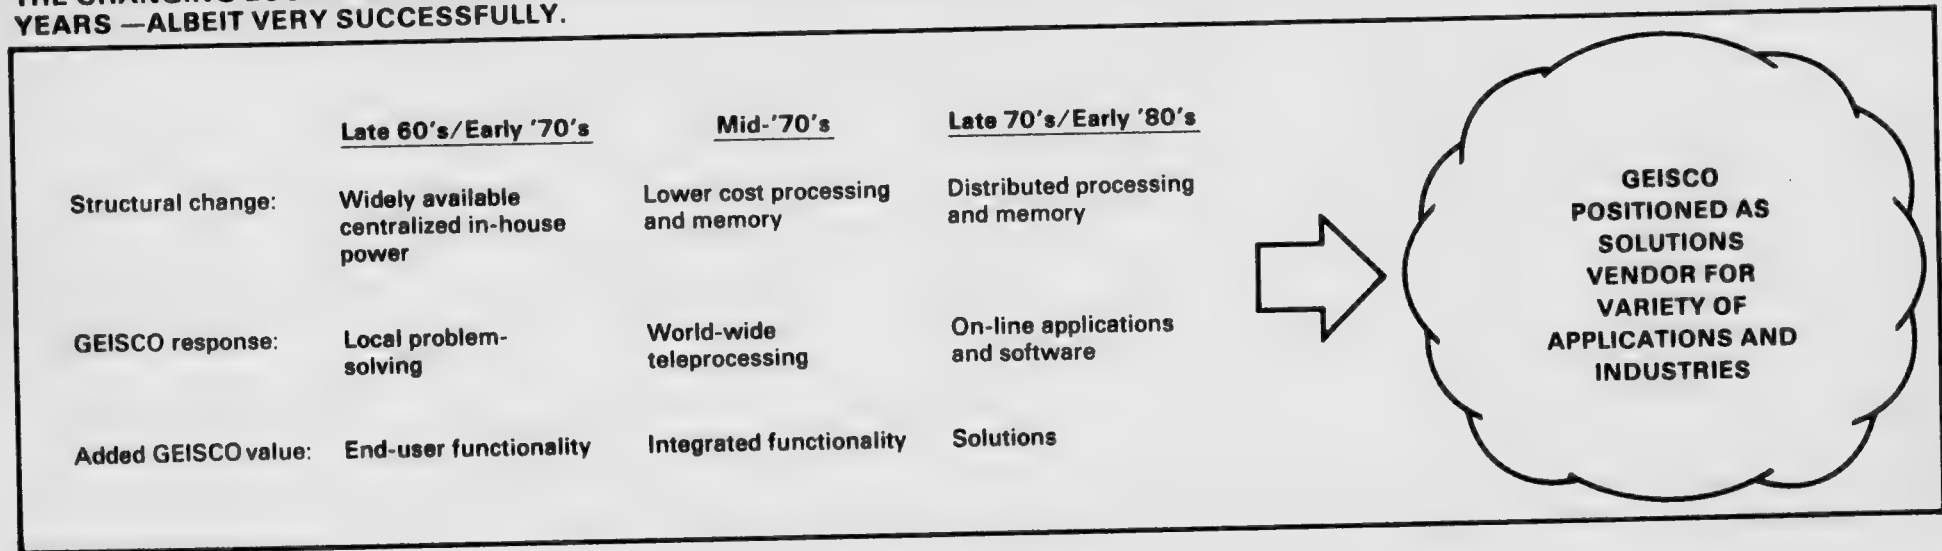 YEARS —ALBEIT VERY SUCCESSFULLY.
Late 60's/Early '70's
Mid-'70's
Late 70's/Early '80's
Structural change:
Widely available
centralized in-house
power
Lower cost processing
and memory
Distributed processing
and memory
GEISCO response:
Local problem-
solving
World-wide
teleprocessing
On-line applications
and software
Added GEISCO value:
End-user functionality
Integrated functionality
Solutions
GEISCO
POSITIONED AS
SOLUTIONS
VENDOR FOR
VARIETY OF
APPLICATIONS AND
INDUSTRIES